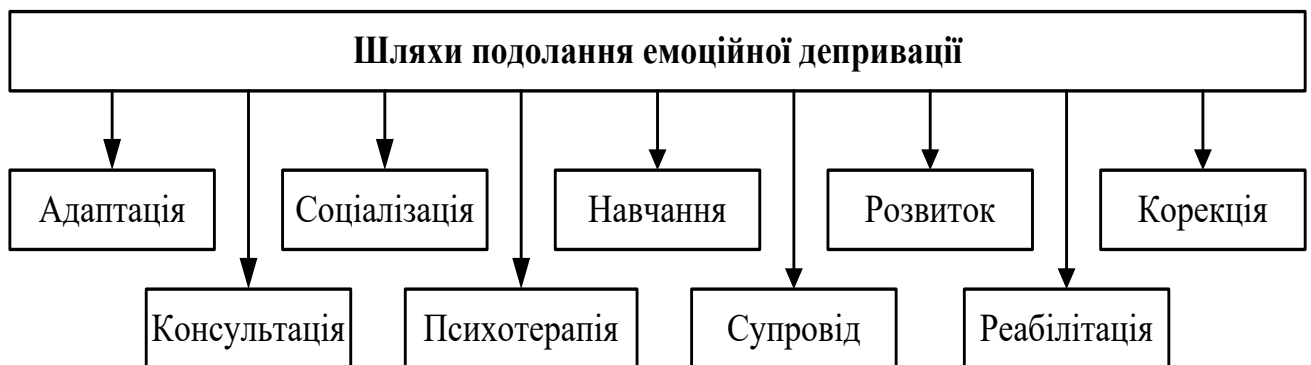 Шляхи подолання емоційної депривації
Адаптація
Соціалізація
Навчання
Розвиток
Корекція
Консультація
Психотерапія
Супровід
Реабілітація